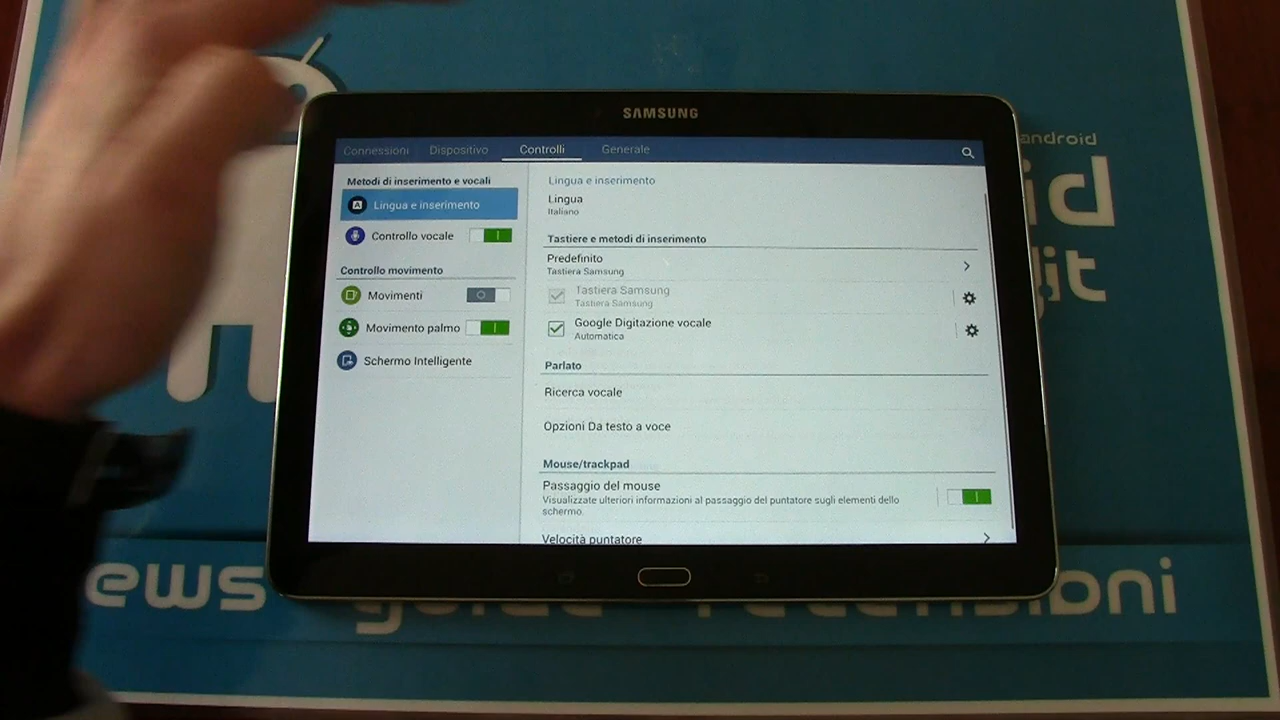 SAMSUNG
android
Connessioni Dispositivo Controlli Generale
Metodi di inserimento e vocali
Lingua e inserimento
Controllo vocale
Controllo movimento
Movimenti
Movimento palmo
Schermo Intelligente
Lingua e inserimento
Lingua
Italiano
Tastiere e metodi di inserimento
Predefinito
Tastiera Samsung
Tastiera Samsung
Tastiera Samsung
Google Digitazione vocale
Automatica
Parlato
Ricerca vocale
Opzioni Da testo a voce
Mouse/trackpad
Passaggio del mouse
Visualizzate ulteriori informazioni al passaggio del puntatore sugli elementi dello
schermo.
Velocità puntatore